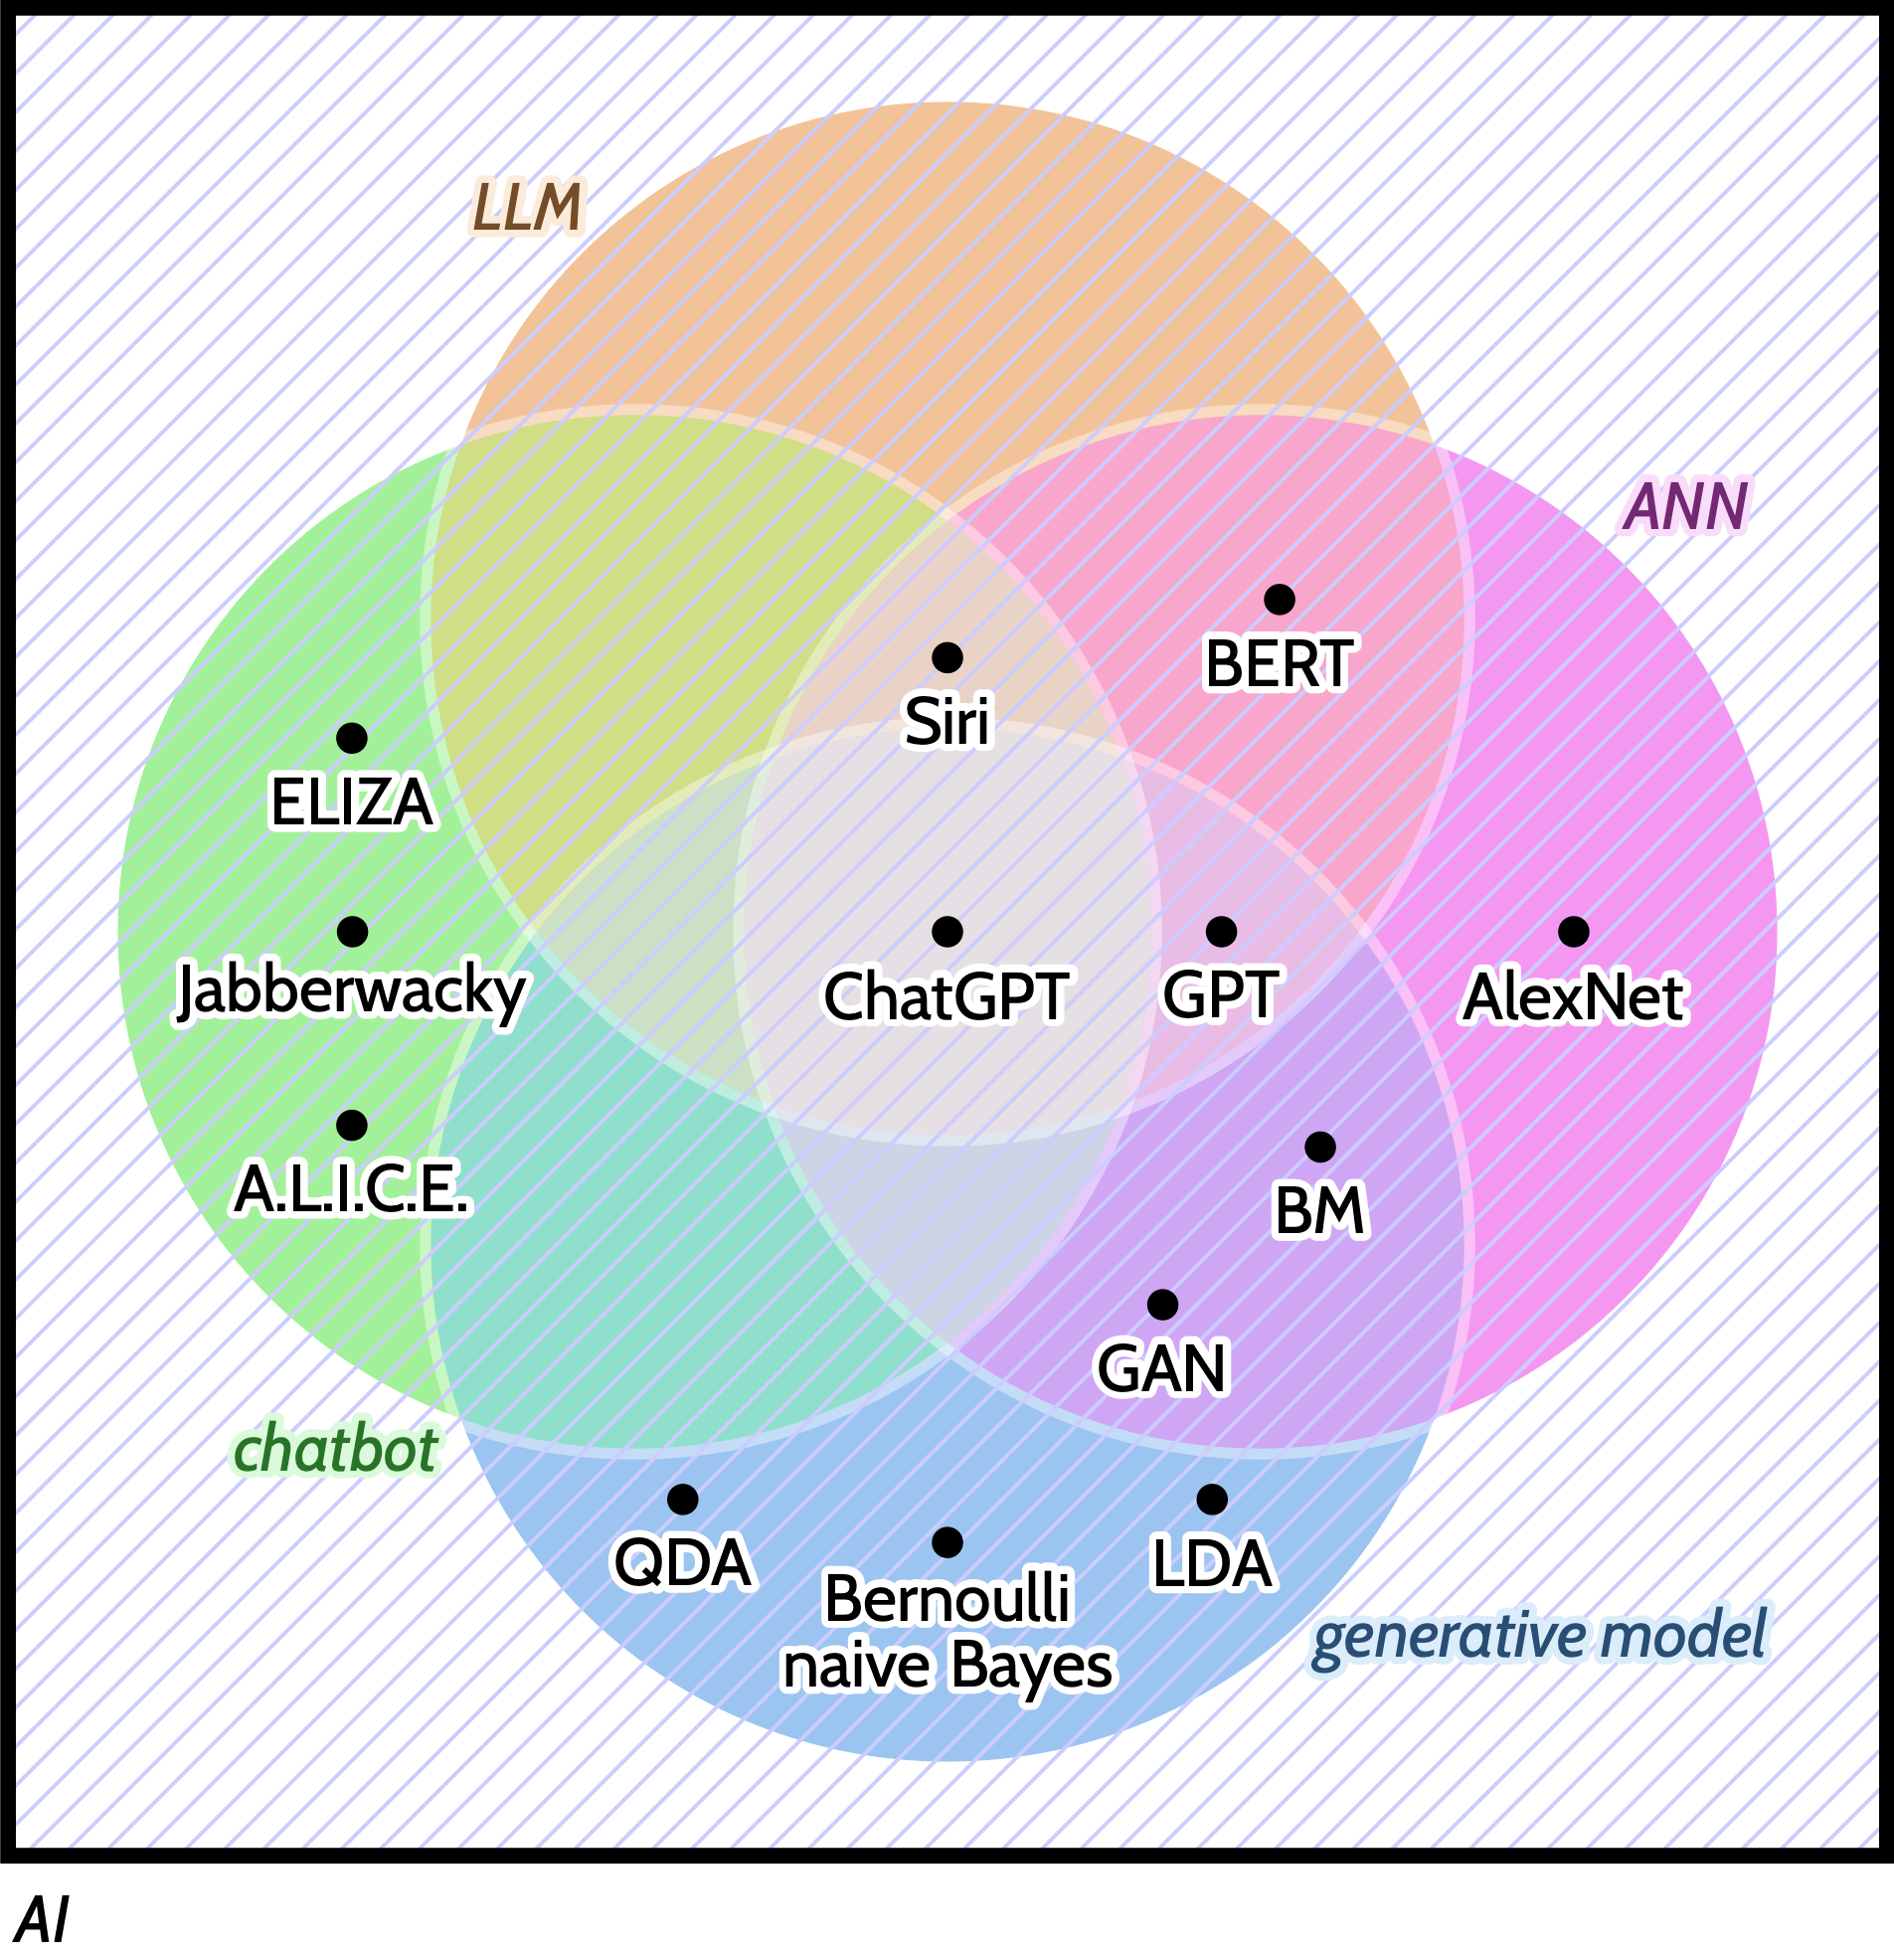 LLM
ANN
BERT
Siri
ELIZA
Jabberwacky
ChatGPT
GPT
AlexNet
A.L.I.C.E.
BM
GAN
chatbot
QDA
Bernoulli
naive Bayes
LDA
generative model
AI